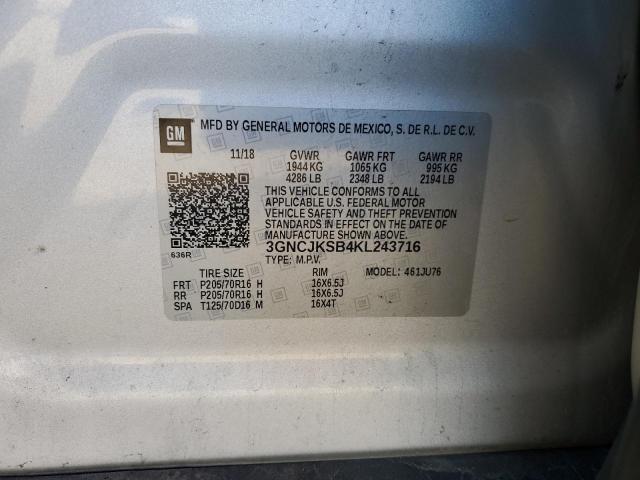 GM MFD BY GENERAL MOTORS DE MEXICO, S. DE R.L. DE C.V.
11/18 GVWR GAWR FRT GAWR RR
1944 KG 1065 KG 995 KG
4286 LB 2348 LB 2194 LB
THIS VEHICLE CONFORMS TO ALL
APPLICABLE U.S. FEDERAL MOTOR
VEHICLE SAFETY AND THEFT PREVENTION
STANDARDS IN EFFECT ON THE DATE OF
MANUFACTURE SHOWN ABOVE.
636R 3GNCJKSB4KL243716
TYPE: M.P.V. MODEL: 461JU76
TIRE SIZE RIM
FRT P205/70R16 H 16X6.5J
RR P205/70R16 H 16X6.5J
SPA T125/70D16 M 16X4T